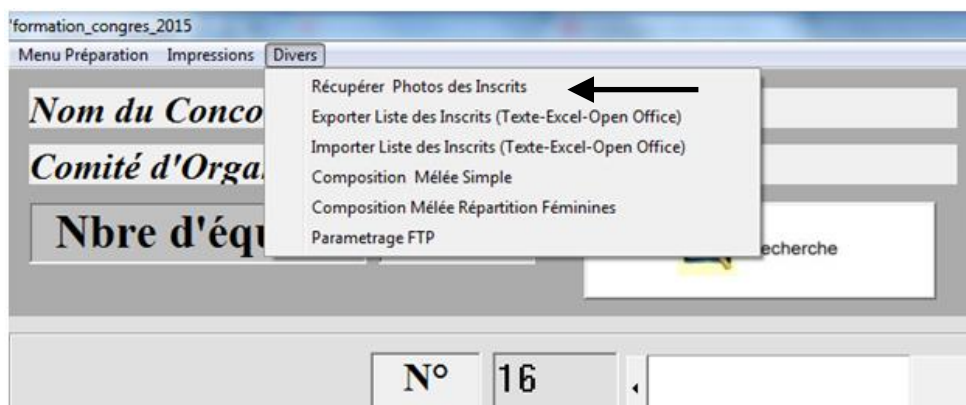 'formation_congres_2015
Menu Préparation Impressions Divers
Récupérer Photos des Inscrits
Exporter Liste des Inscrits (Texte-Excel-Open Office)
Importer Liste des Inscrits (Texte-Excel-Open Office)
Composition Mélée Simple
Composition Mélée Répartition Féminines
Parametrage FTP
Nom du Conco
Comité d'Orga
Nbre d'équ
echerche
N° 16